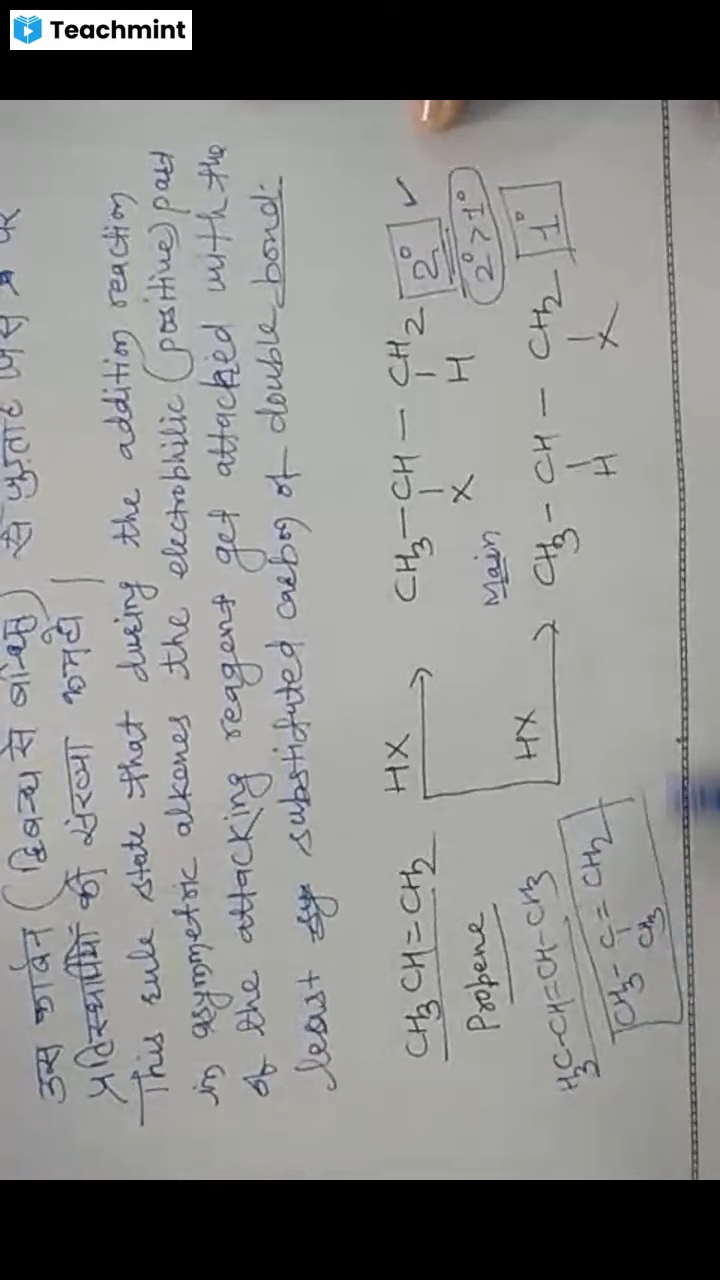 Teachmint
उस कार्बन (द्विबन्ध से बॉन्धा) से जुड़ता है जिस पर
प्रतिस्थापियों की संख्या कम हो।
This rule state that during the addition reaction
in asymmetric alkenes the electrophilic (positive) part
of the attacking reagent get attached with the
least substituted carbon of double bond.
CH3CH=CH2
Propene
HX
CH3-CH-CH2 2° ✓
X H
Main
2°>1°
HX
CH3-CH-CH2 1°
H X
H3C-CH=CH-CH3
CH3-C=CH2
CH3